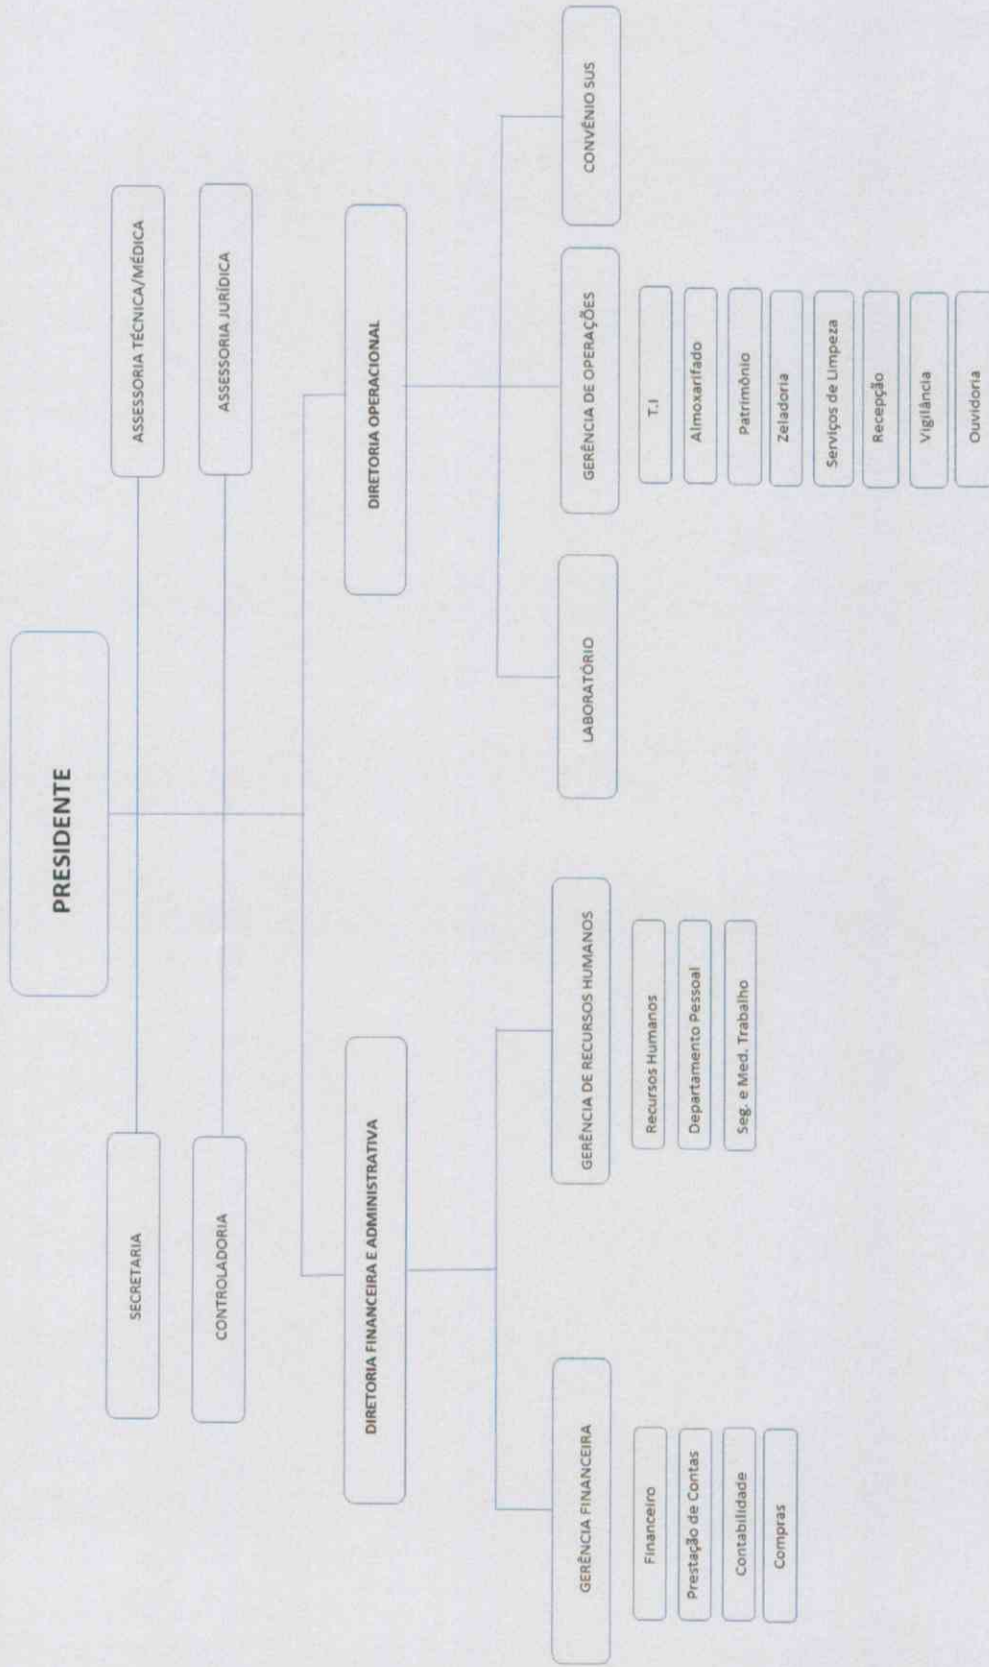 PRESIDENTE
SECRETARIA
ASSESSORIA TÉCNICA/MÉDICA
CONTROLADORIA
ASSESSORIA JURÍDICA
DIRETORIA FINANCEIRA E ADMINISTRATIVA
DIRETORIA OPERACIONAL
GERÊNCIA FINANCEIRA
GERÊNCIA DE RECURSOS HUMANOS
LABORATÓRIO
GERÊNCIA DE OPERAÇÕES
CONVÊNIO SUS
Financeiro
Prestação de Contas
Contabilidade
Compras
Recursos Humanos
Departamento Pessoal
Seg. e Med. Trabalho
T.I
Almoxarifado
Patrimônio
Zeladoria
Serviços de Limpeza
Recepção
Vigilância
Ouvidoria